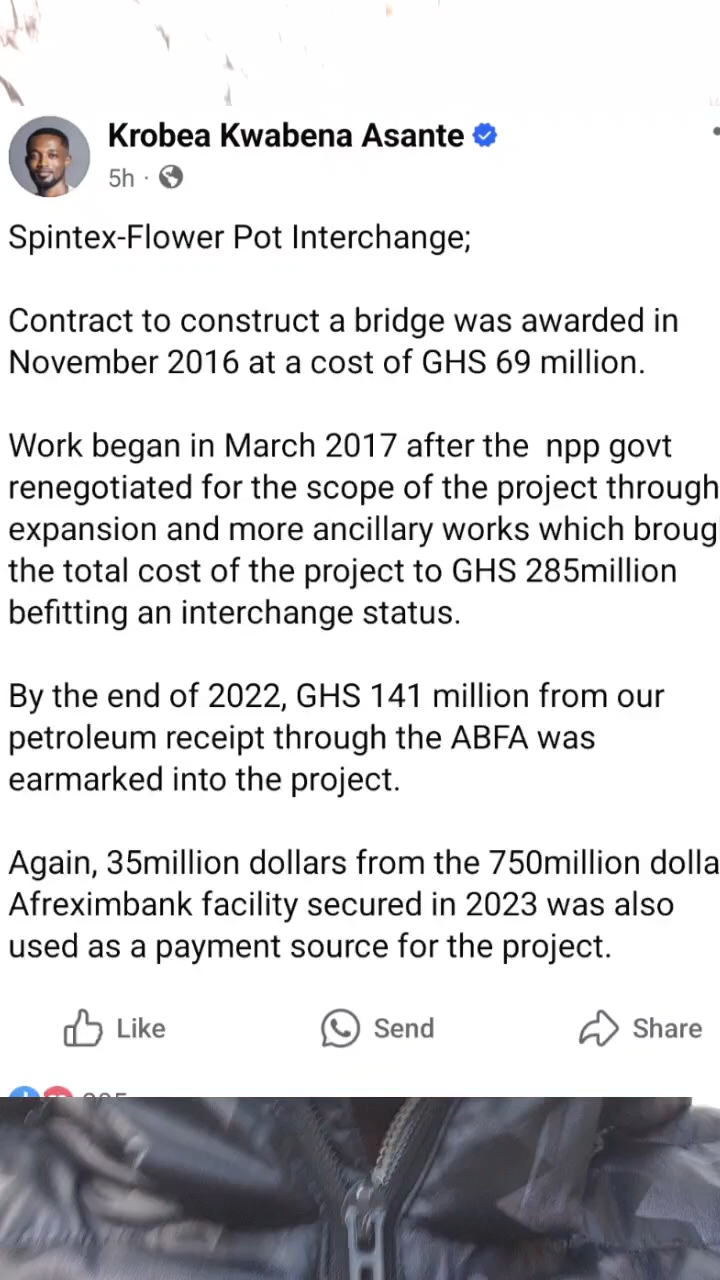 Krobea Kwabena Asante
5h ·
Spintex-Flower Pot Interchange;
Contract to construct a bridge was awarded in
November 2016 at a cost of GHS 69 million.
Work began in March 2017 after the npp govt
renegotiated for the scope of the project through
expansion and more ancillary works which broug
the total cost of the project to GHS 285million
befitting an interchange status.
By the end of 2022, GHS 141 million from our
petroleum receipt through the ABFA was
earmarked into the project.
Again, 35million dollars from the 750million dolla
Afreximbank facility secured in 2023 was also
used as a payment source for the project.
Like Send Share